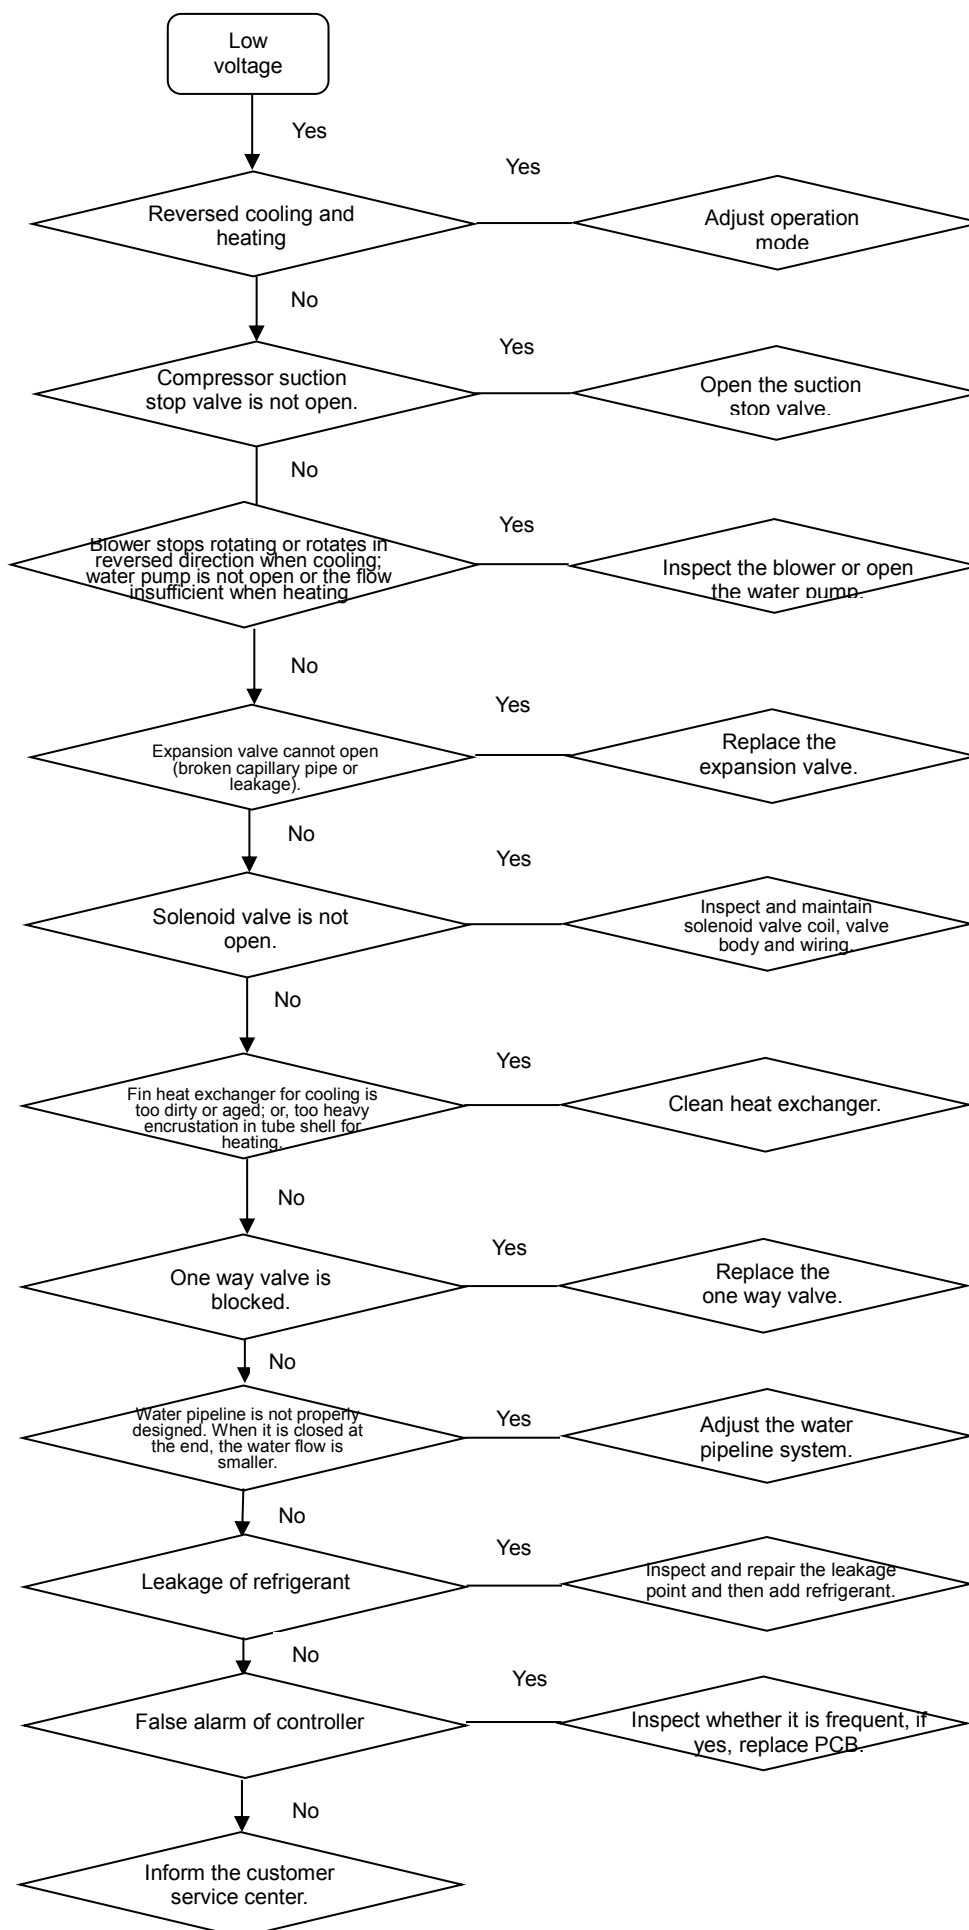 Low
voltage
Yes
Yes
Reversed cooling and
heating
Adjust operation
mode
No
Yes
Compressor suction
stop valve is not open.
Open the suction
stop valve.
No
Yes
Blower stops rotating or rotates in
reversed direction when cooling;
water pump is not open or the flow
insufficient when heating
Inspect the blower or open
the water pump.
No
Yes
Expansion valve cannot open
(broken capillary pipe or
leakage).
Replace the
expansion valve.
No
Yes
Solenoid valve is not
open.
Inspect and maintain
solenoid valve coil, valve
body and wiring.
No
Yes
Fin heat exchanger for cooling is
too dirty or aged; or, too heavy
encrustation in tube shell for
heating.
Clean heat exchanger.
No
Yes
One way valve is
blocked.
Replace the
one way valve.
No
Yes
Water pipeline is not properly
designed. When it is closed at
the end, the water flow is
smaller.
Adjust the water
pipeline system.
No
Yes
Leakage of refrigerant
Inspect and repair the leakage
point and then add refrigerant.
No
Yes
False alarm of controller
Inspect whether it is frequent, if
yes, replace PCB.
No
Inform the customer
service center.